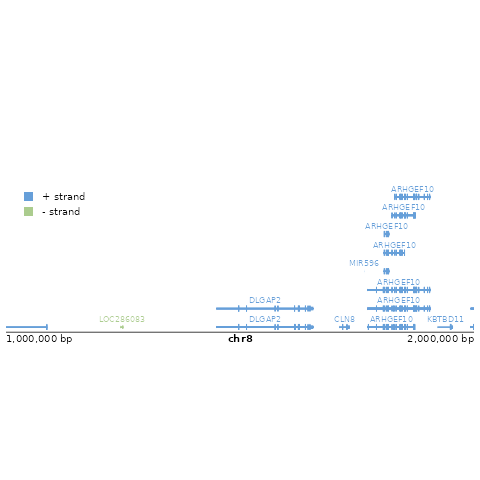 ARHGEF10
+ strand
ARHGEF10
- strand
ARHGEF10
ARHGEF10
MIR596
ARHGEF10
DLGAP2 ARHGEF10
LOC286083 DLGAP2 CLN8 ARHGEF10 KBTBD11
1,000,000 bp chr8 2,000,000 bp